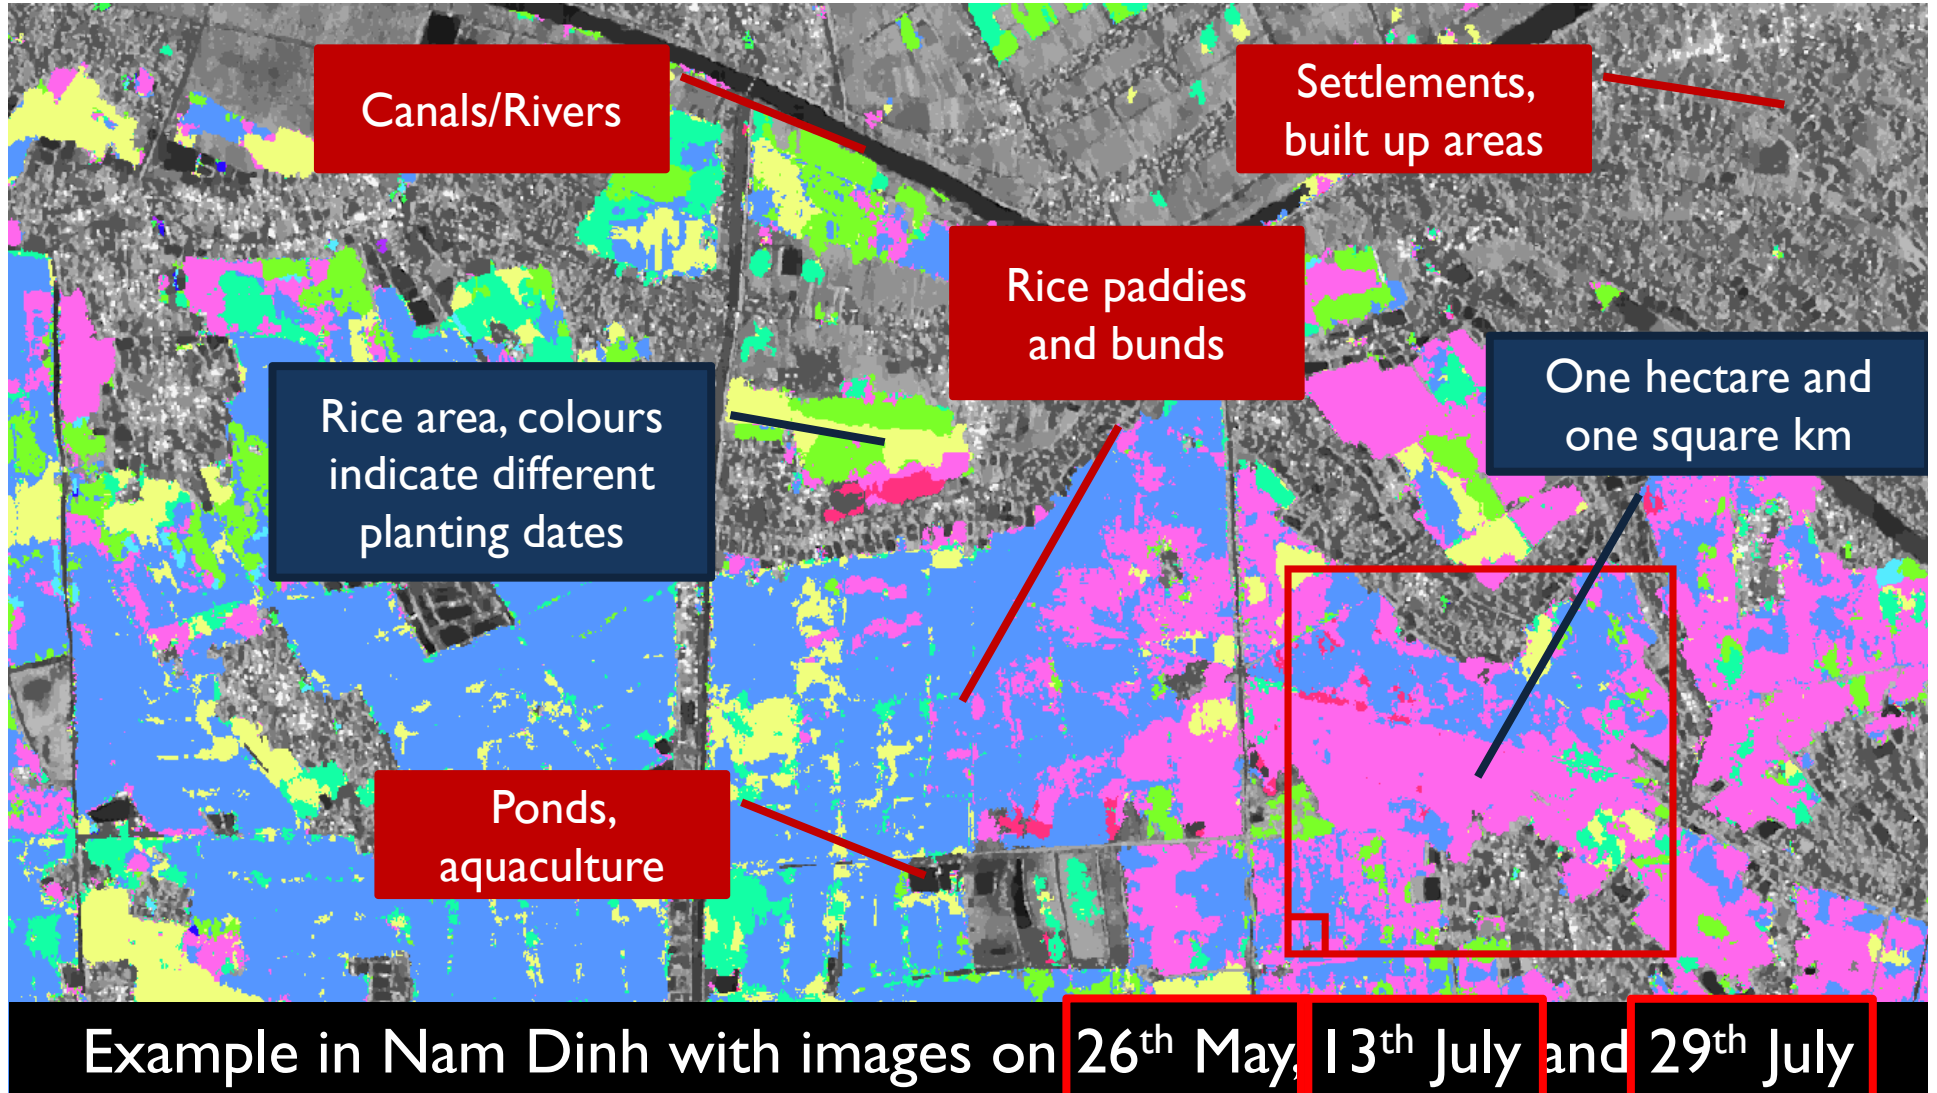 Canals/Rivers
Settlements,
built up areas
Rice paddies
and bunds
One hectare and
one square km
Rice area, colours
indicate different
planting dates
Ponds,
aquaculture
Example in Nam Dinh with images on 26th May, 13th July and 29th July